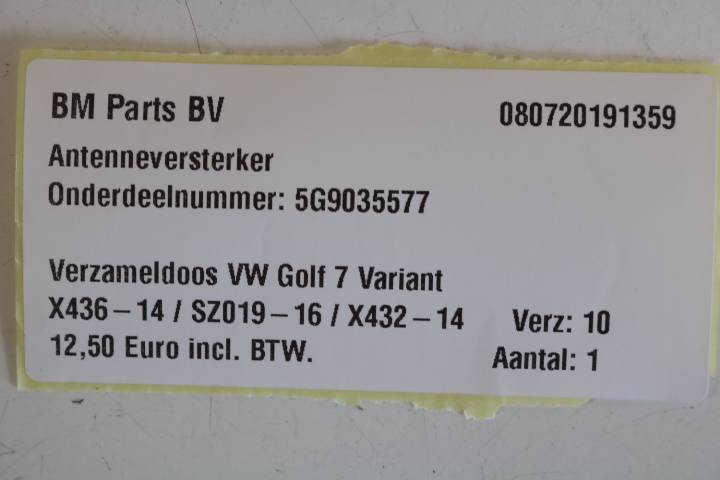 BM Parts BV 080720191359
Antenneversterker
Onderdeelnummer: 5G9035577
Verzameldoos VW Golf 7 Variant
X436-14 / SZ019-16 / X432-14 Verz: 10
12,50 Euro incl. BTW. Aantal: 1